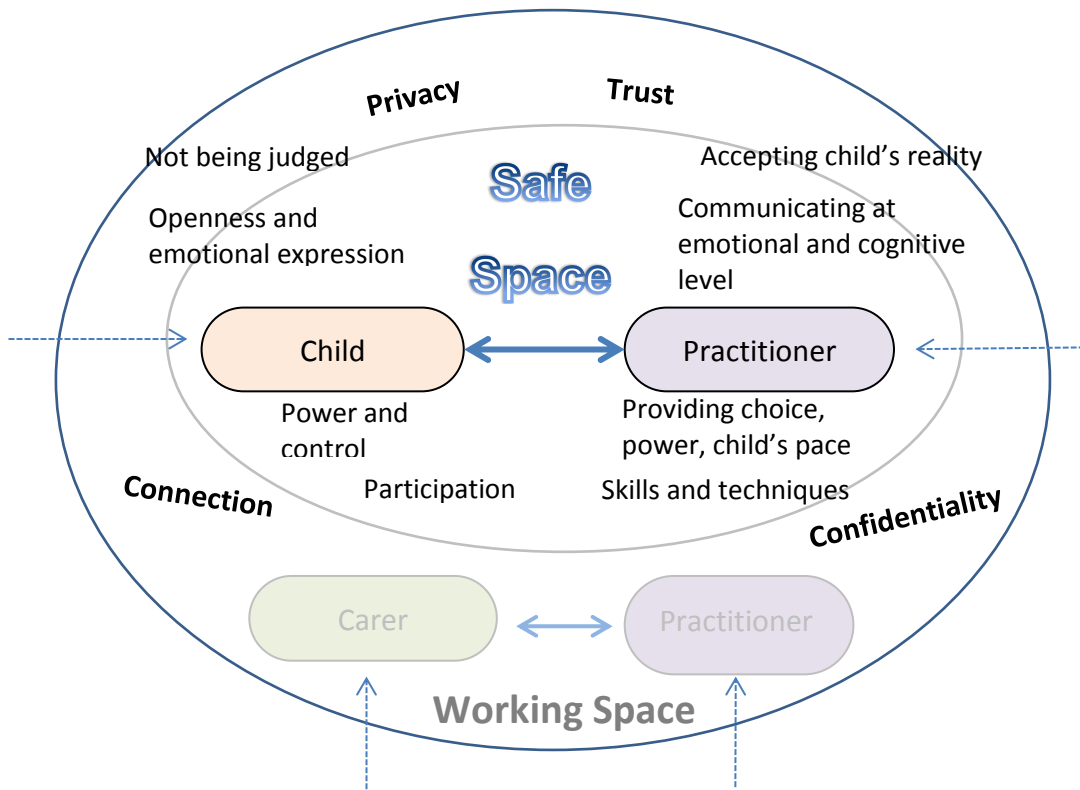 Privacy
Trust
Not being judged
Accepting child's reality
Safe
Space
Openness and
emotional expression
Communicating at
emotional and cognitive
level
Child
Practitioner
Power and
control
Providing choice,
power, child's pace
Participation
Skills and techniques
Connection
Confidentiality
Carer
Practitioner
Working Space